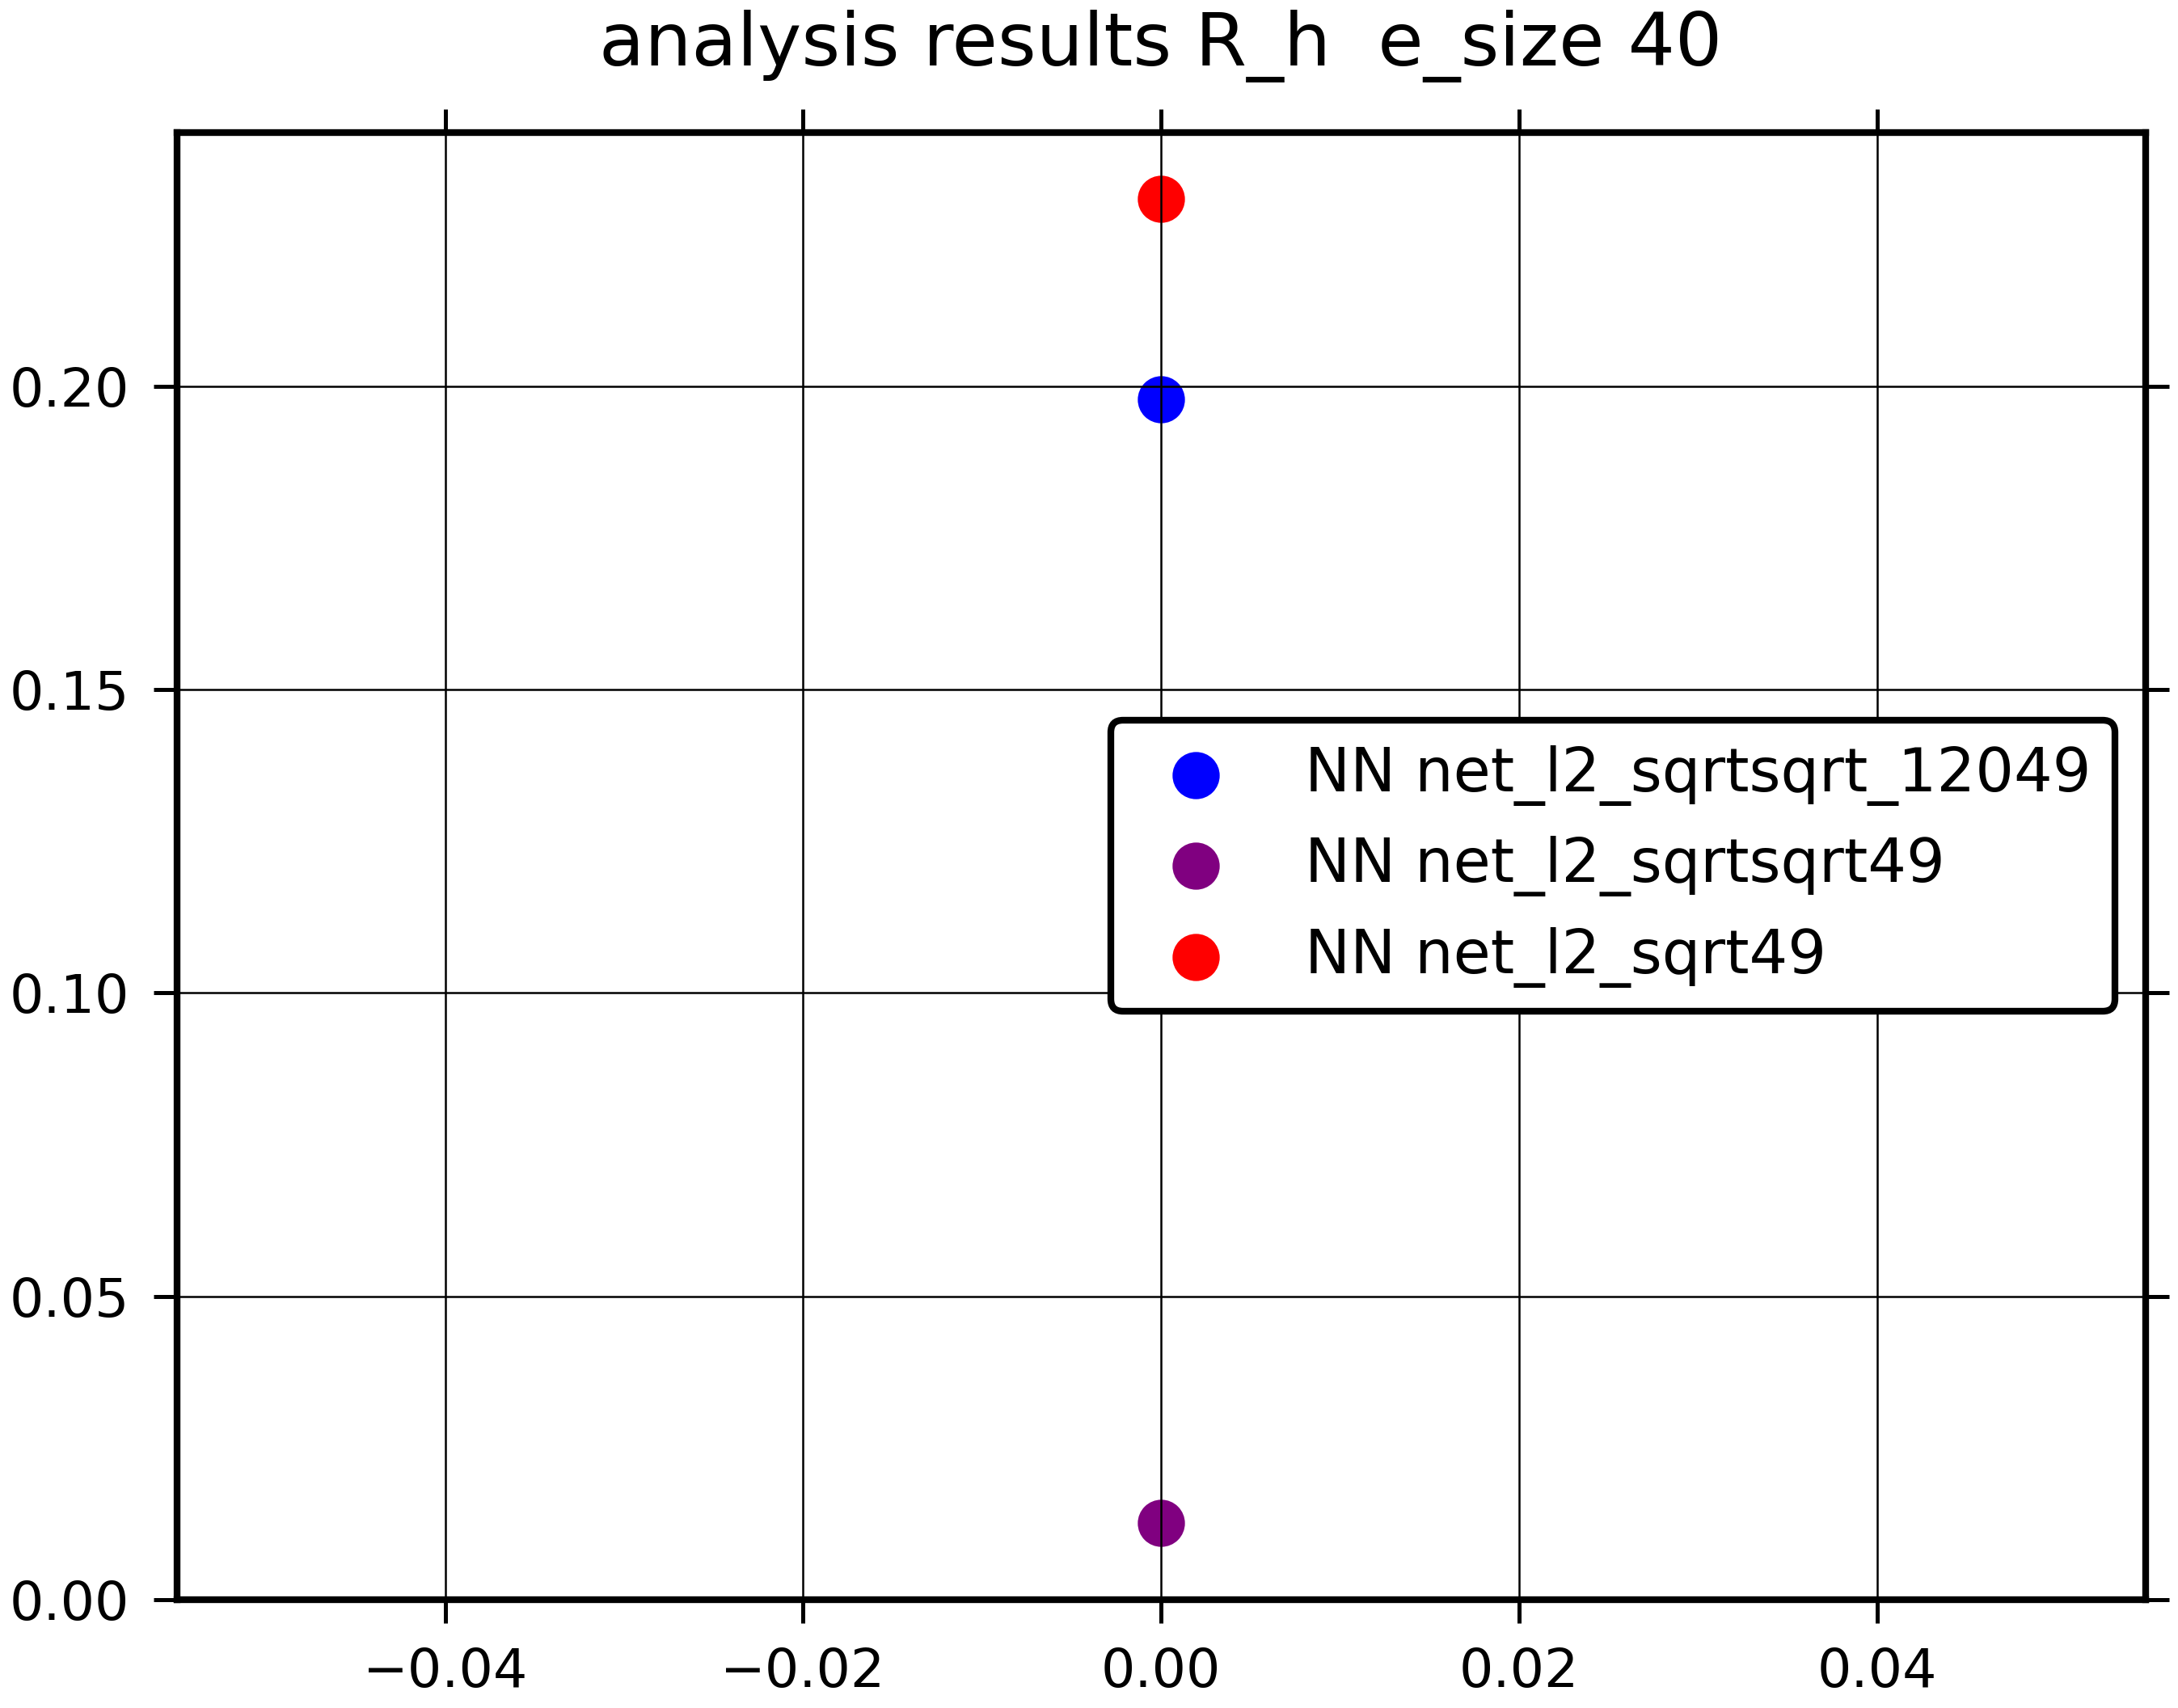 analysis results R_h  e_size 40
0.20
0.15
0.10
0.05
0.00
NN net_l2_sqrtsqrt_12049
NN net_l2_sqrtsqrt49
NN net_l2_sqrt49
−0.04
−0.02
0.00
0.02
0.04